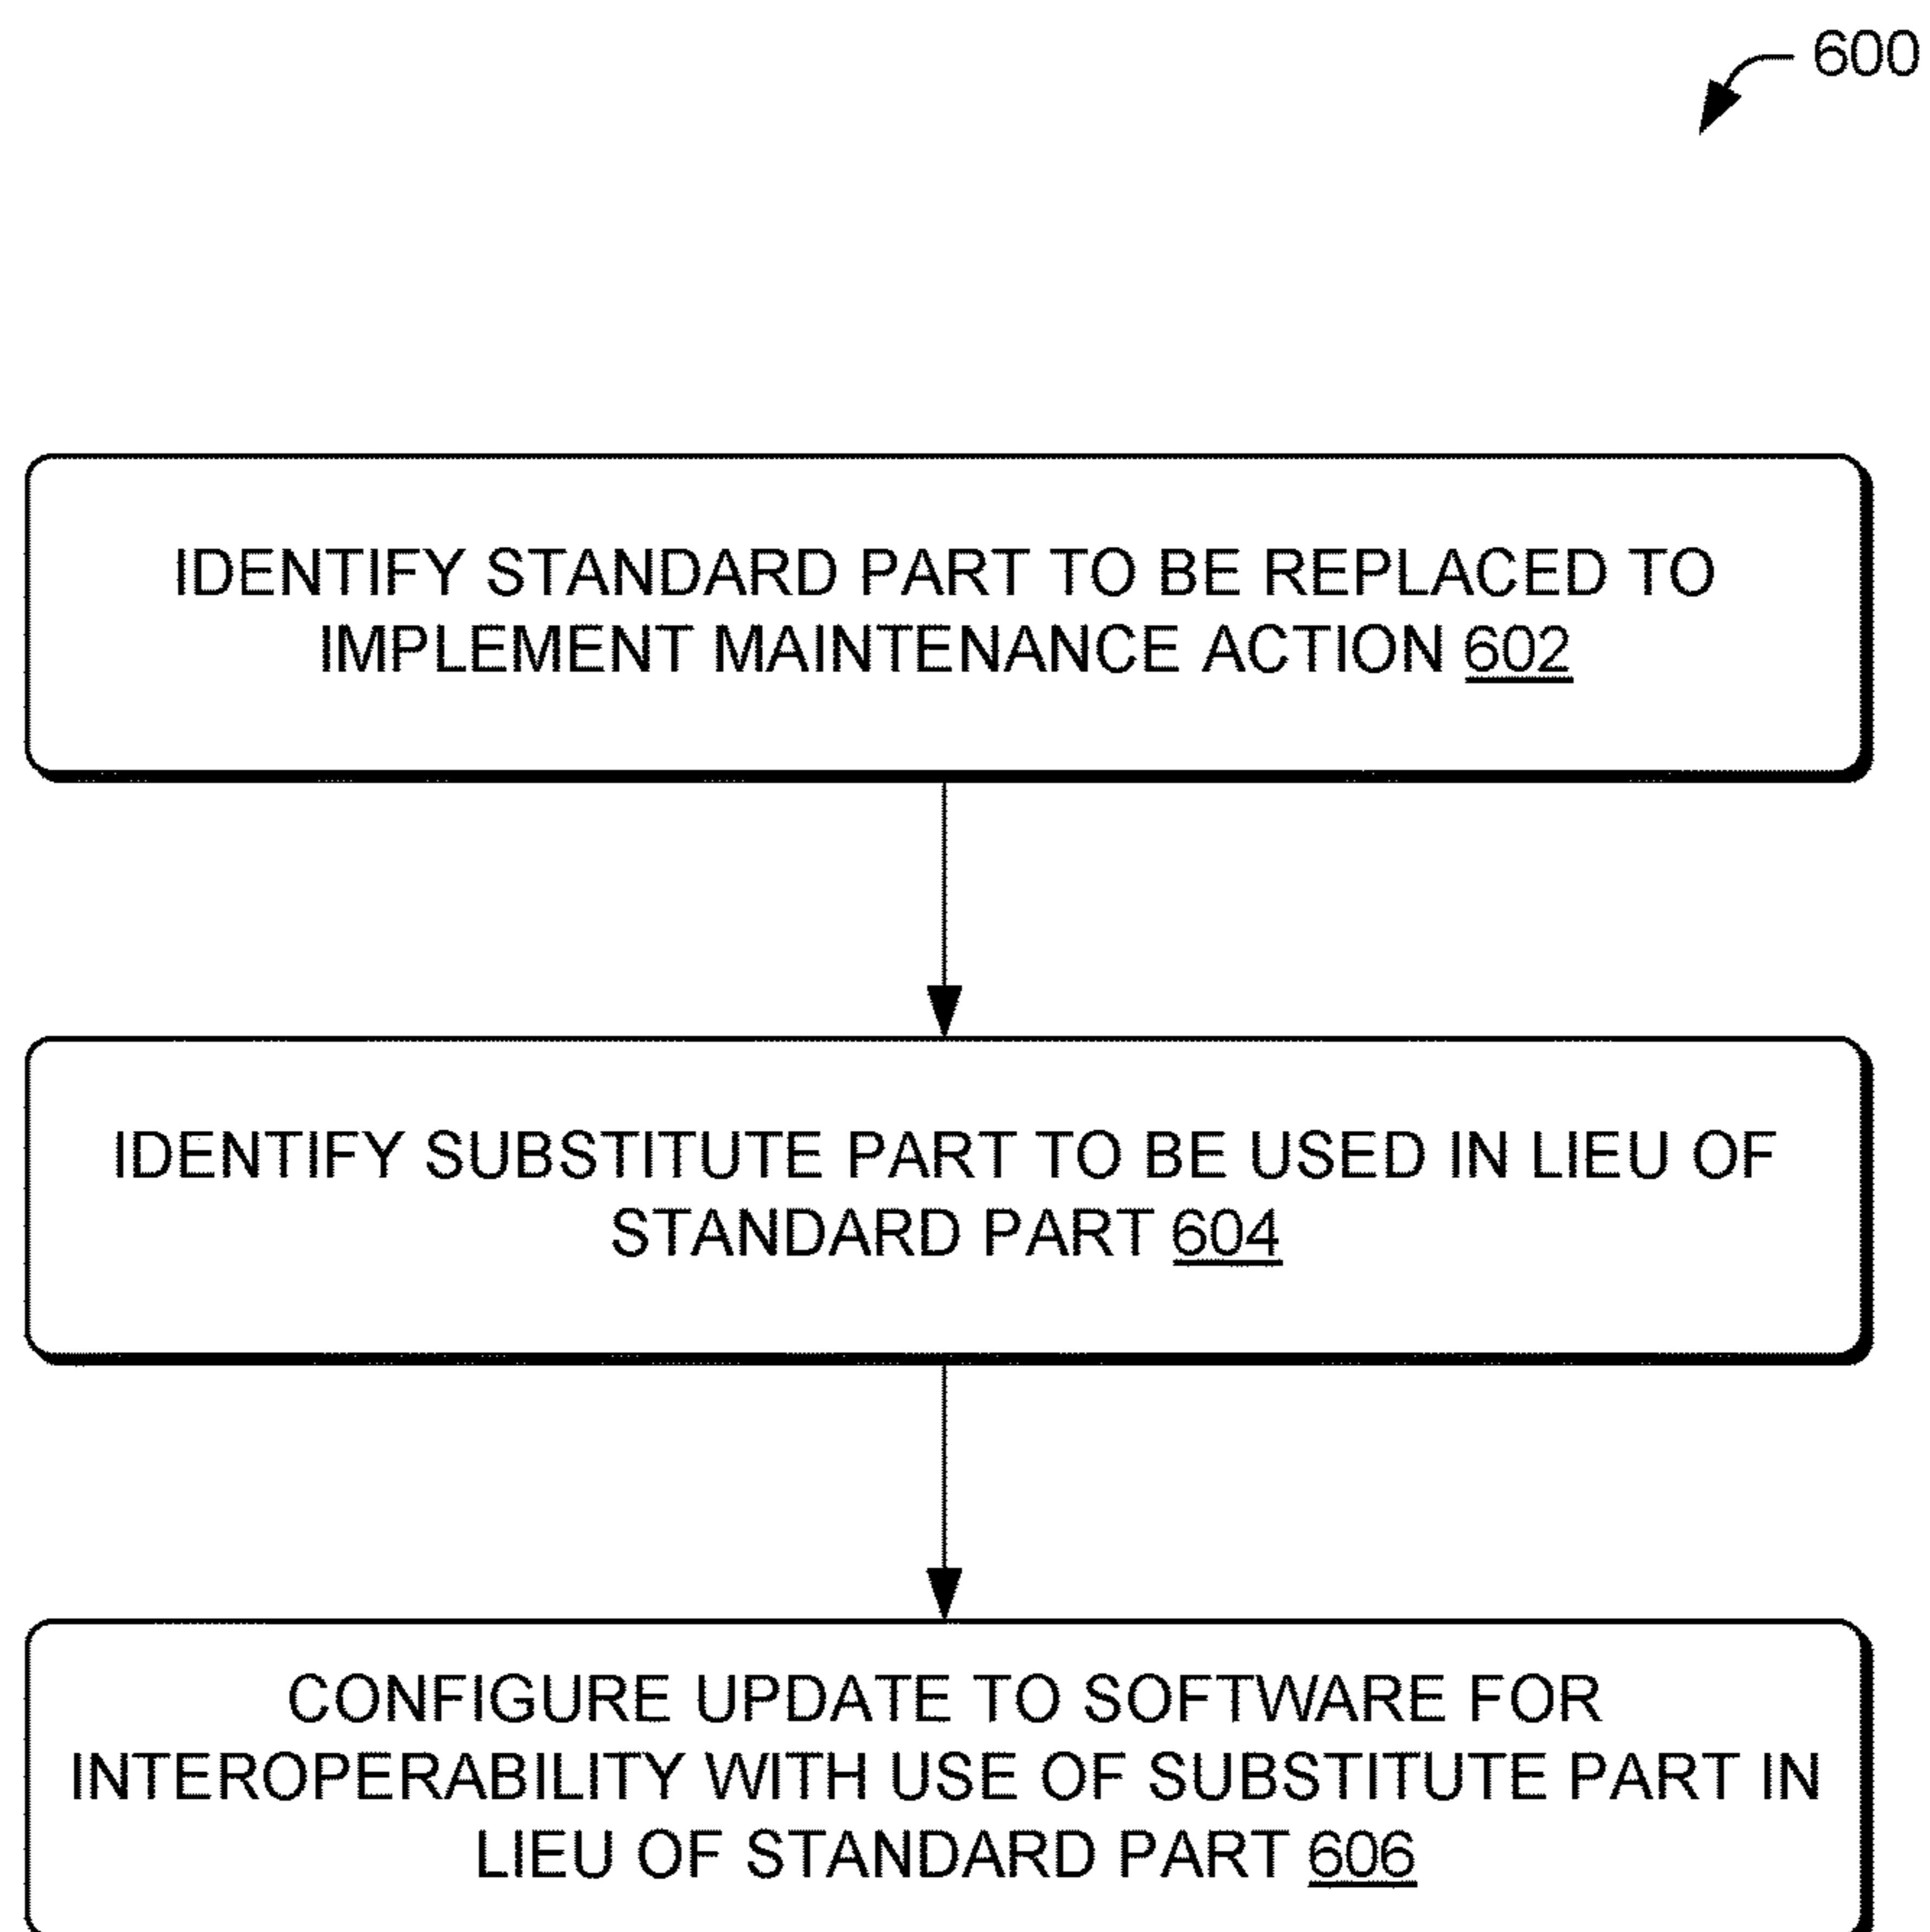 600
IDENTIFY STANDARD PART TO BE REPLACED TO
IMPLEMENT MAINTENANCE ACTION 602
IDENTIFY SUBSTITUTE PART TO BE USED IN LIEU OF
STANDARD PART 604
CONFIGURE UPDATE TO SOFTWARE FOR
INTEROPERABILITY WITH USE OF SUBSTITUTE PART IN
LIEU OF STANDARD PART 606